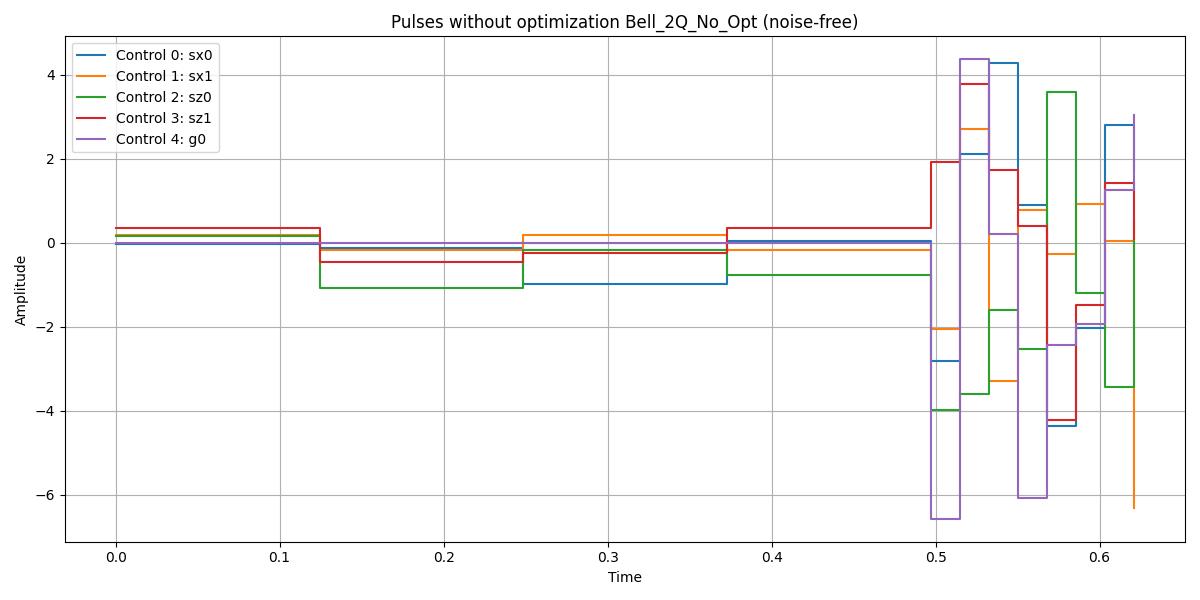 Pulses without optimization Bell_2Q_No_Opt (noise-free)
Control 0: sx0
Control 1: sx1
Control 2: sz0
Control 3: sz1
Control 4: g0
4
2
0
−2
−4
−6
Amplitude
0.0 0.1 0.2 0.3 0.4 0.5 0.6
Time